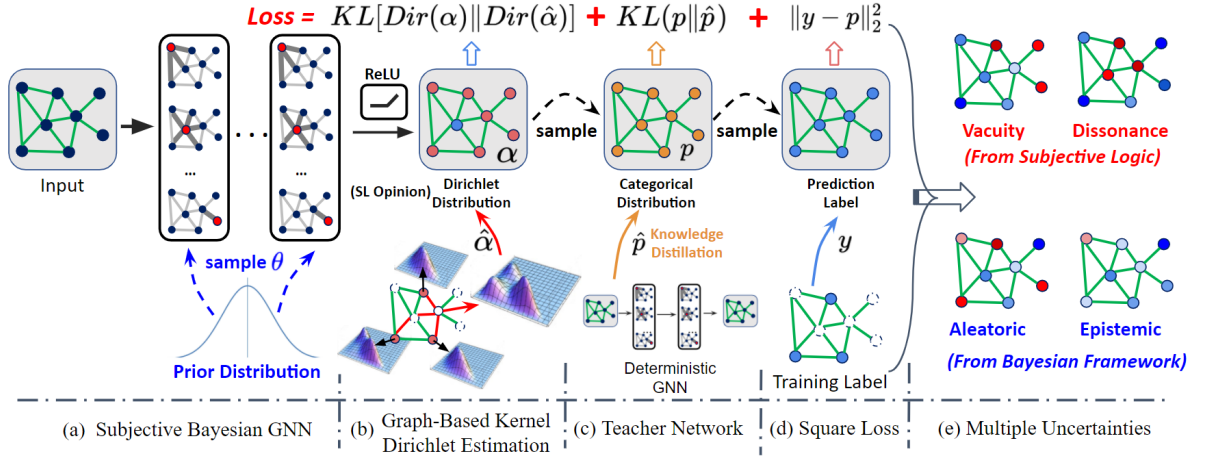 Loss = KL[Dir(α)‖Dir(α̂)] + KL(p‖p̂) + ‖y − p‖₂²
Input
...
...
. . .
sample θ
Prior Distribution
ReLU
(SL Opinion)
α
Dirichlet
Distribution
α̂
sample
p
Categorical
Distribution
p̂
Knowledge
Distillation
Deterministic
GNN
sample
Prediction
Label
y
Training Label
Vacuity
Dissonance
(From Subjective Logic)
Aleatoric
Epistemic
(From Bayesian Framework)
(a) Subjective Bayesian GNN
(b) Graph-Based Kernel
Dirichlet Estimation
(c) Teacher Network
(d) Square Loss
(e) Multiple Uncertainties